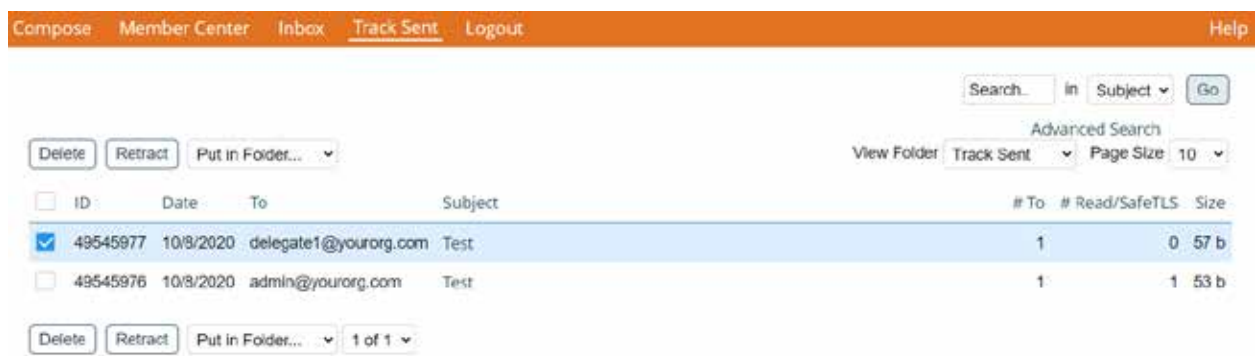 Compose Member Center Inbox Track Sent Logout Help
Search.. in Subject Go
Advanced Search
Delete Retract Put in Folder... View Folder Track Sent Page Size 10
ID Date To Subject # To # Read/SafeTLS Size
49545977 10/8/2020 delegate1@yourorg.com Test 1 0 57 b
49545976 10/8/2020 admin@yourorg.com Test 1 1 53 b
Delete Retract Put in Folder... 1 of 1